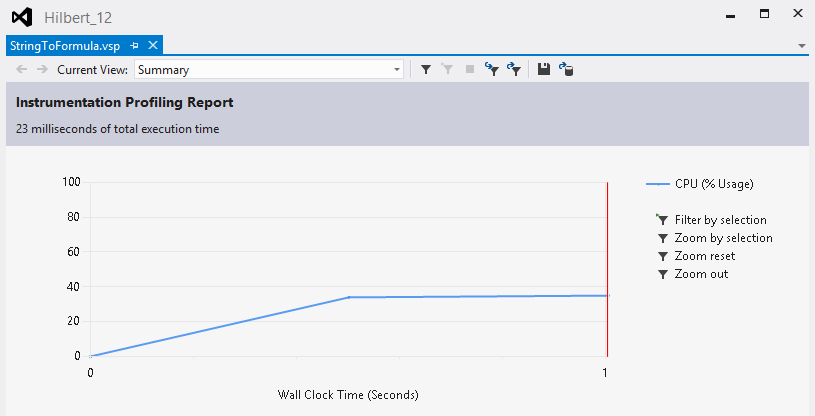 Hilbert_12
StringToFormula.vsp
Current View: Summary
Instrumentation Profiling Report
23 milliseconds of total execution time
100
80
60
40
20
0
0
1
Wall Clock Time (Seconds)
CPU (% Usage)
Filter by selection
Zoom by selection
Zoom reset
Zoom out